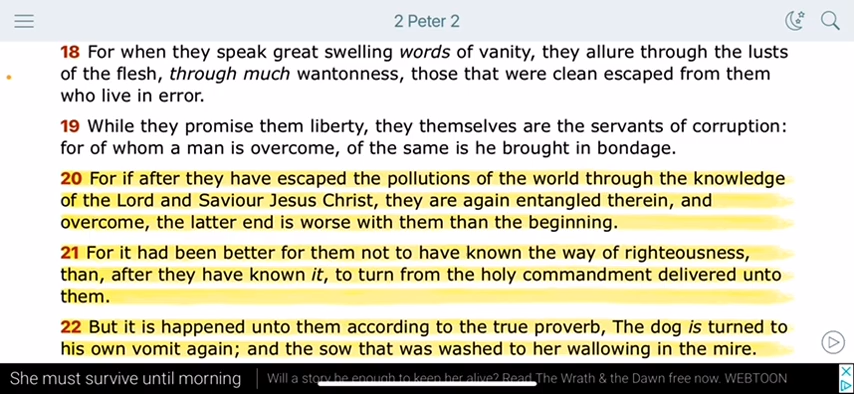 2 Peter 2
18 For when they speak great swelling words of vanity, they allure through the lusts
of the flesh, through much wantonness, those that were clean escaped from them
who live in error.
19 While they promise them liberty, they themselves are the servants of corruption:
for of whom a man is overcome, of the same is he brought in bondage.
20 For if after they have escaped the pollutions of the world through the knowledge
of the Lord and Saviour Jesus Christ, they are again entangled therein, and
overcome, the latter end is worse with them than the beginning.
21 For it had been better for them not to have known the way of righteousness,
than, after they have known it, to turn from the holy commandment delivered unto
them.
22 But it is happened unto them according to the true proverb, The dog is turned to
his own vomit again; and the sow that was washed to her wallowing in the mire.
She must survive until morning
Will a story be enough to keep her alive? Read The Wrath & the Dawn free now. WEBTOON